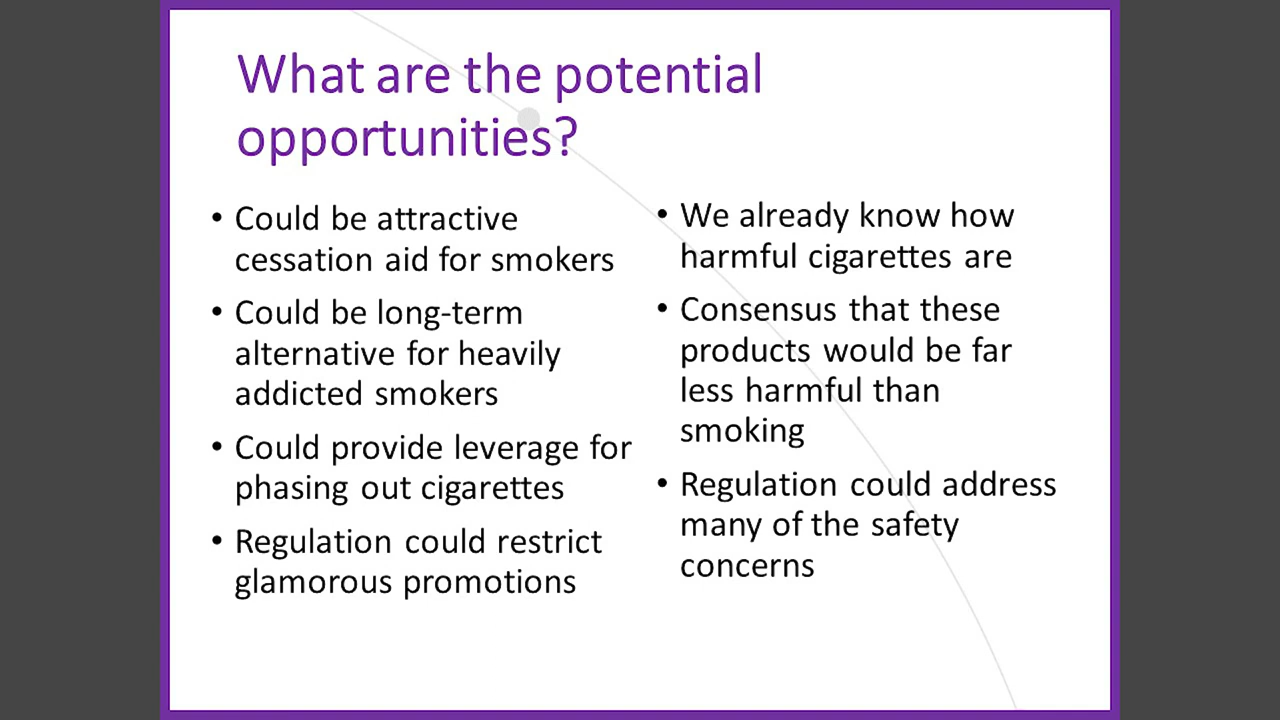 What are the potential
opportunities?
• Could be attractive
cessation aid for smokers
• Could be long-term
alternative for heavily
addicted smokers
• Could provide leverage for
phasing out cigarettes
• Regulation could restrict
glamorous promotions
• We already know how
harmful cigarettes are
• Consensus that these
products would be far
less harmful than
smoking
• Regulation could address
many of the safety
concerns